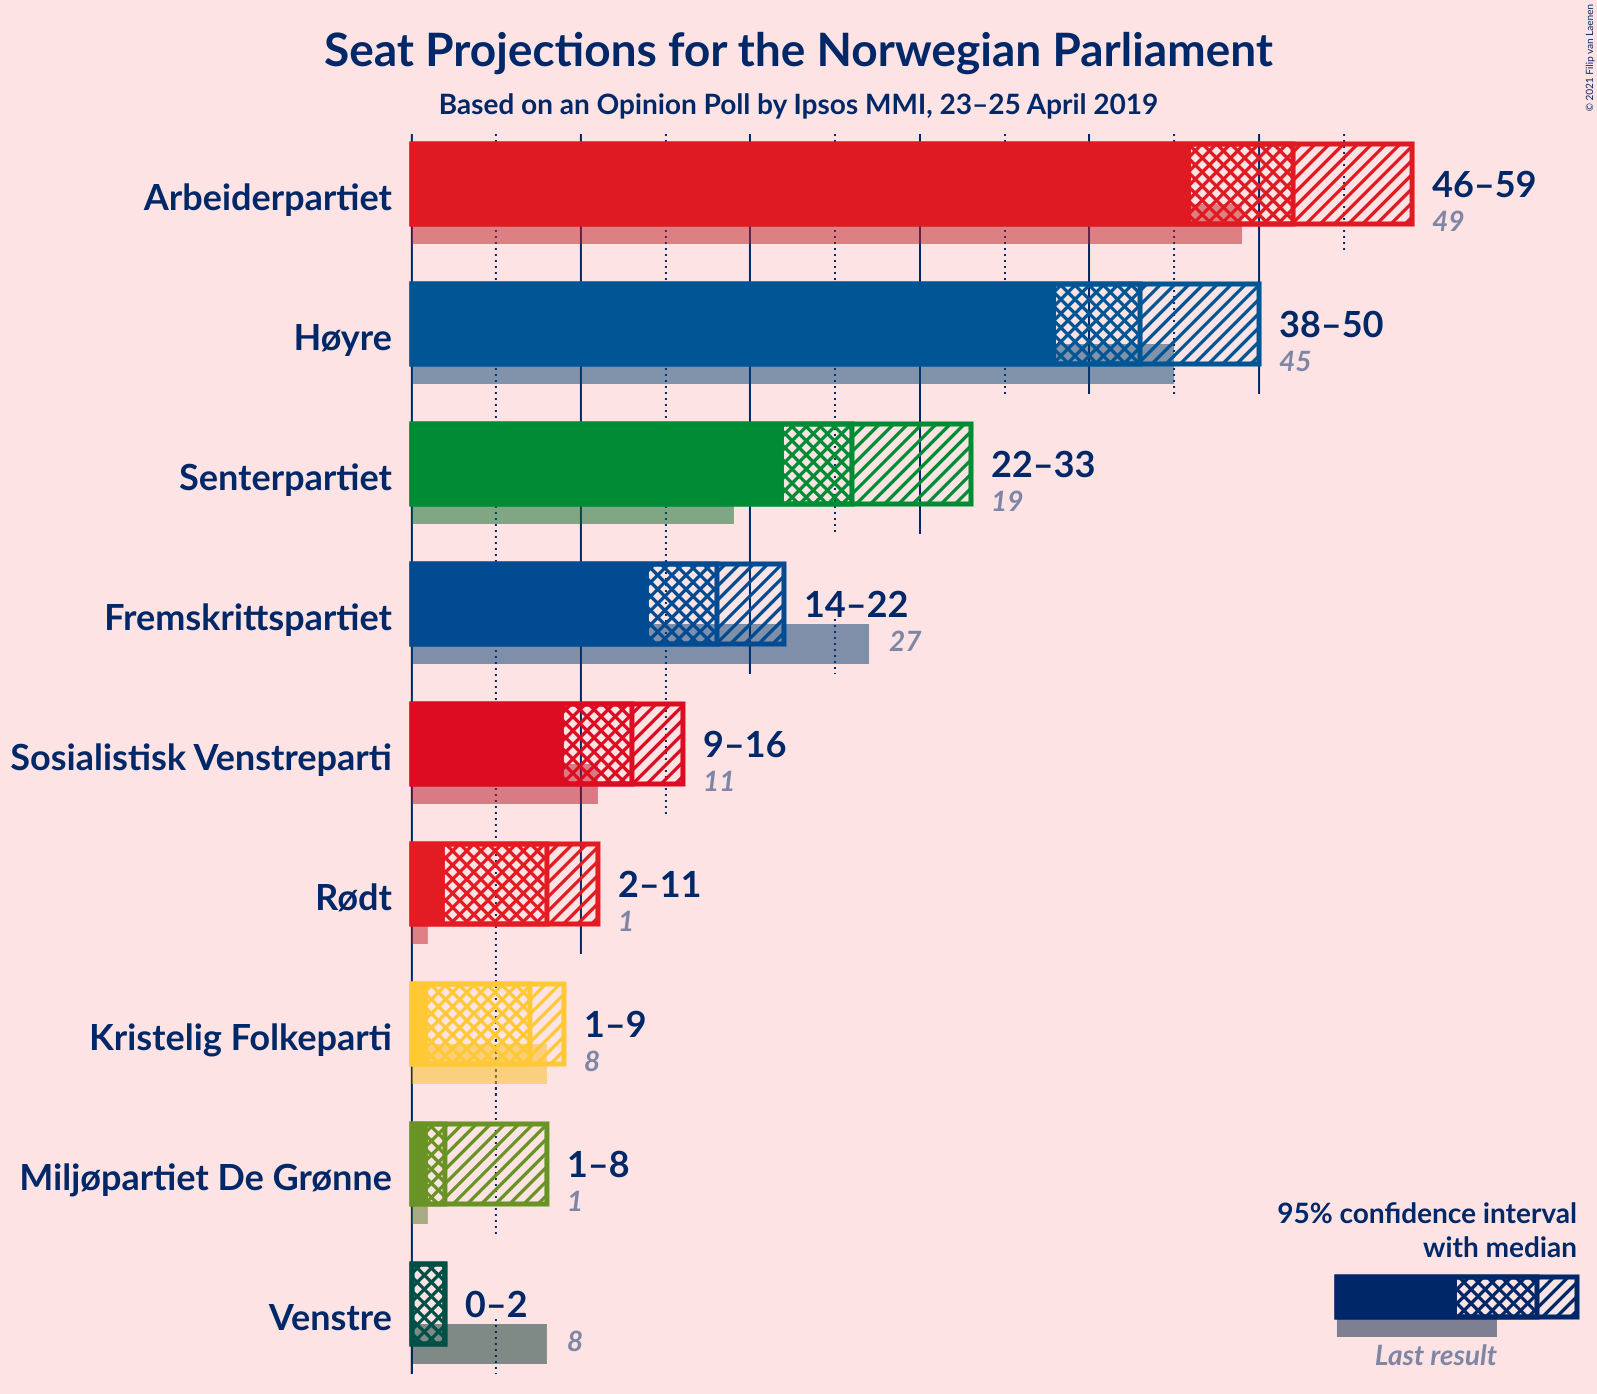 Seat Projections for the Norwegian Parliament
Based on an Opinion Poll by Ipsos MMI, 23–25 April 2019
© 2021 Filip van Laenen
Arbeiderpartiet
46–59
49
Høyre
38–50
45
Senterpartiet
22–33
19
Fremskrittspartiet
14–22
27
Sosialistisk Venstreparti
9–16
11
Rødt
2–11
1
Kristelig Folkeparti
1–9
8
Miljøpartiet De Grønne
1–8
1
Venstre
0–2
8
95% confidence interval
with median
Last result